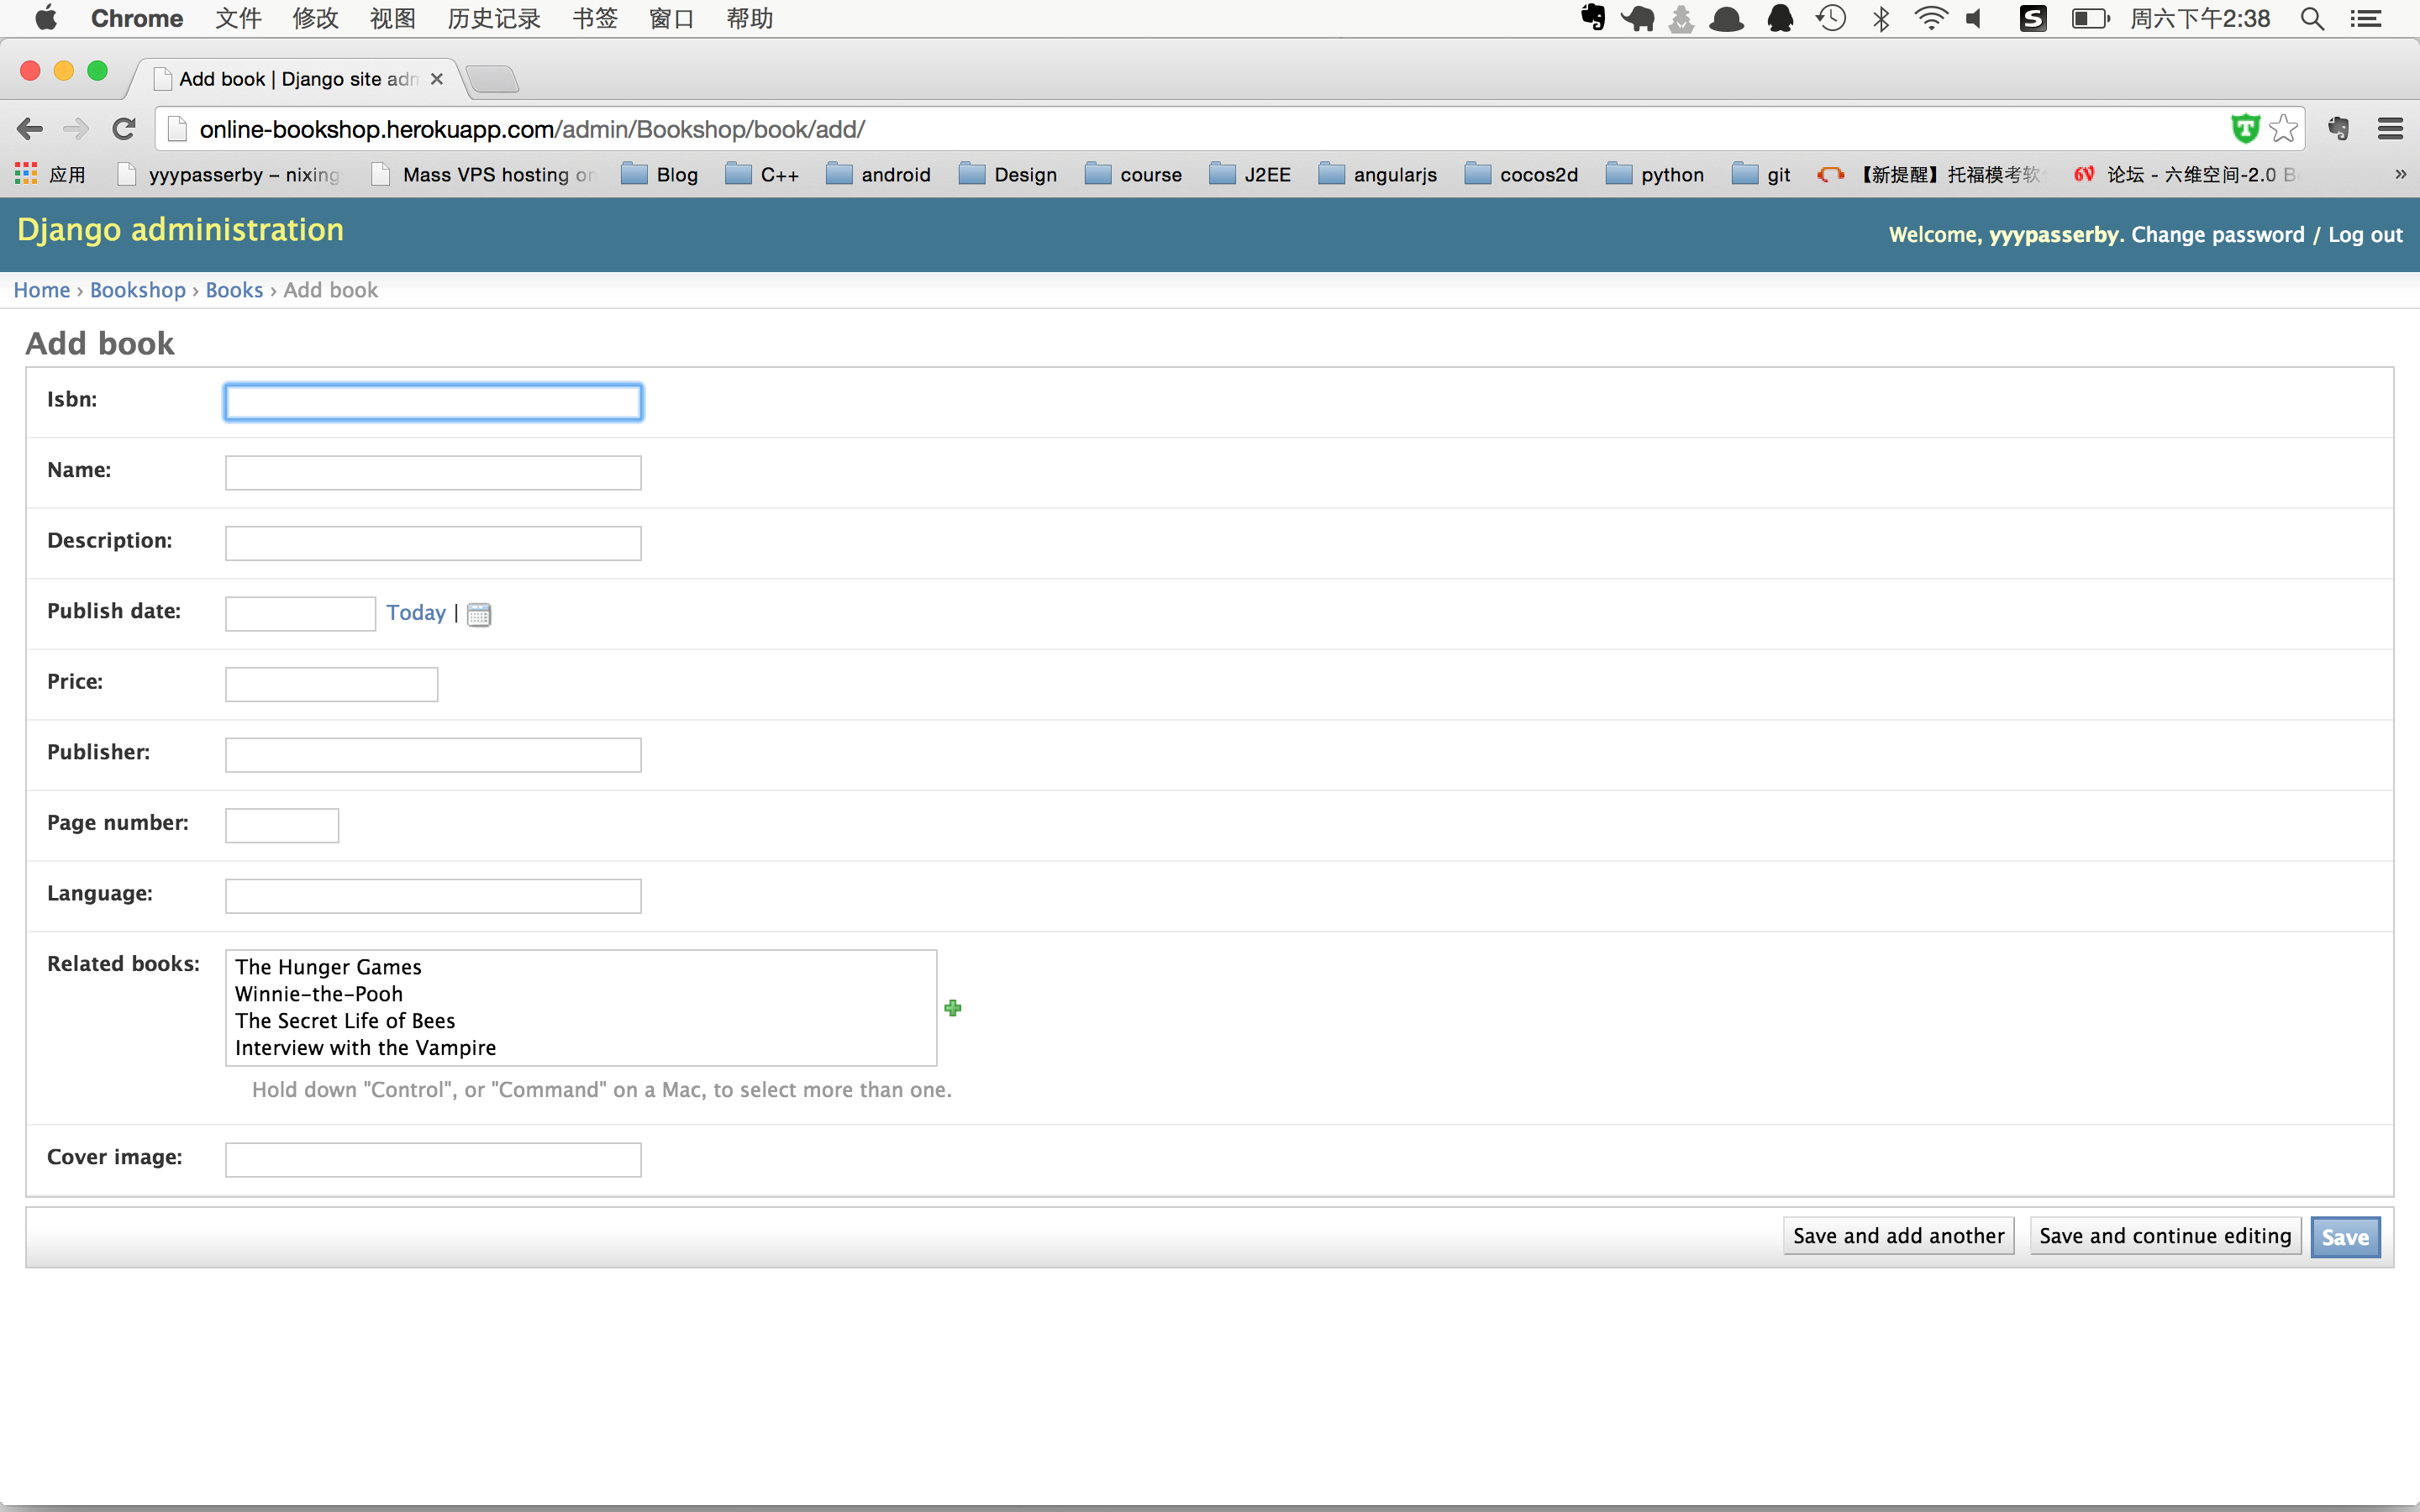 Chrome 文件 修改 视图 历史记录 书签 窗口 帮助 周六下午2:38
Add book | Django site adm
online-bookshop.herokuapp.com/admin/Bookshop/book/add/
应用 yyypasserby – nixing Mass VPS hosting on Blog C++ android Design course J2EE angularjs cocos2d python git 【新提醒】托福模考软 论坛 - 六维空间-2.0 B »
Django administration
Welcome, yyypasserby. Change password / Log out
Home › Bookshop › Books › Add book
Add book
Isbn:
Name:
Description:
Publish date: Today |
Price:
Publisher:
Page number:
Language:
Related books:
The Hunger Games
Winnie-the-Pooh
The Secret Life of Bees
Interview with the Vampire
Hold down "Control", or "Command" on a Mac, to select more than one.
Cover image:
Save and add another Save and continue editing Save